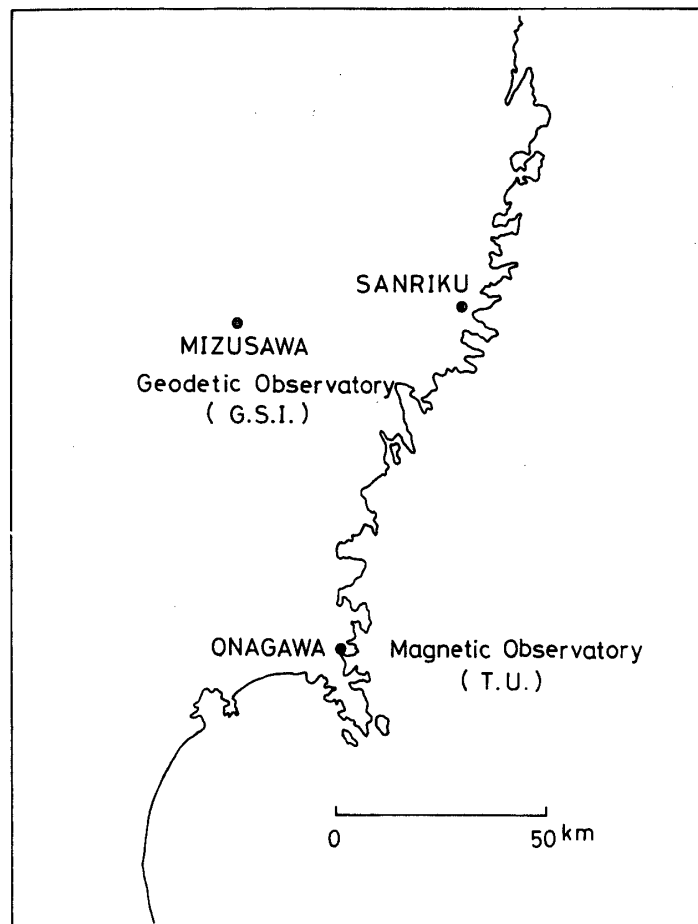 SANRIKU
MIZUSAWA
Geodetic Observatory
( G.S.I.)
ONAGAWA
Magnetic Observatory
( T.U.)
0 50 km